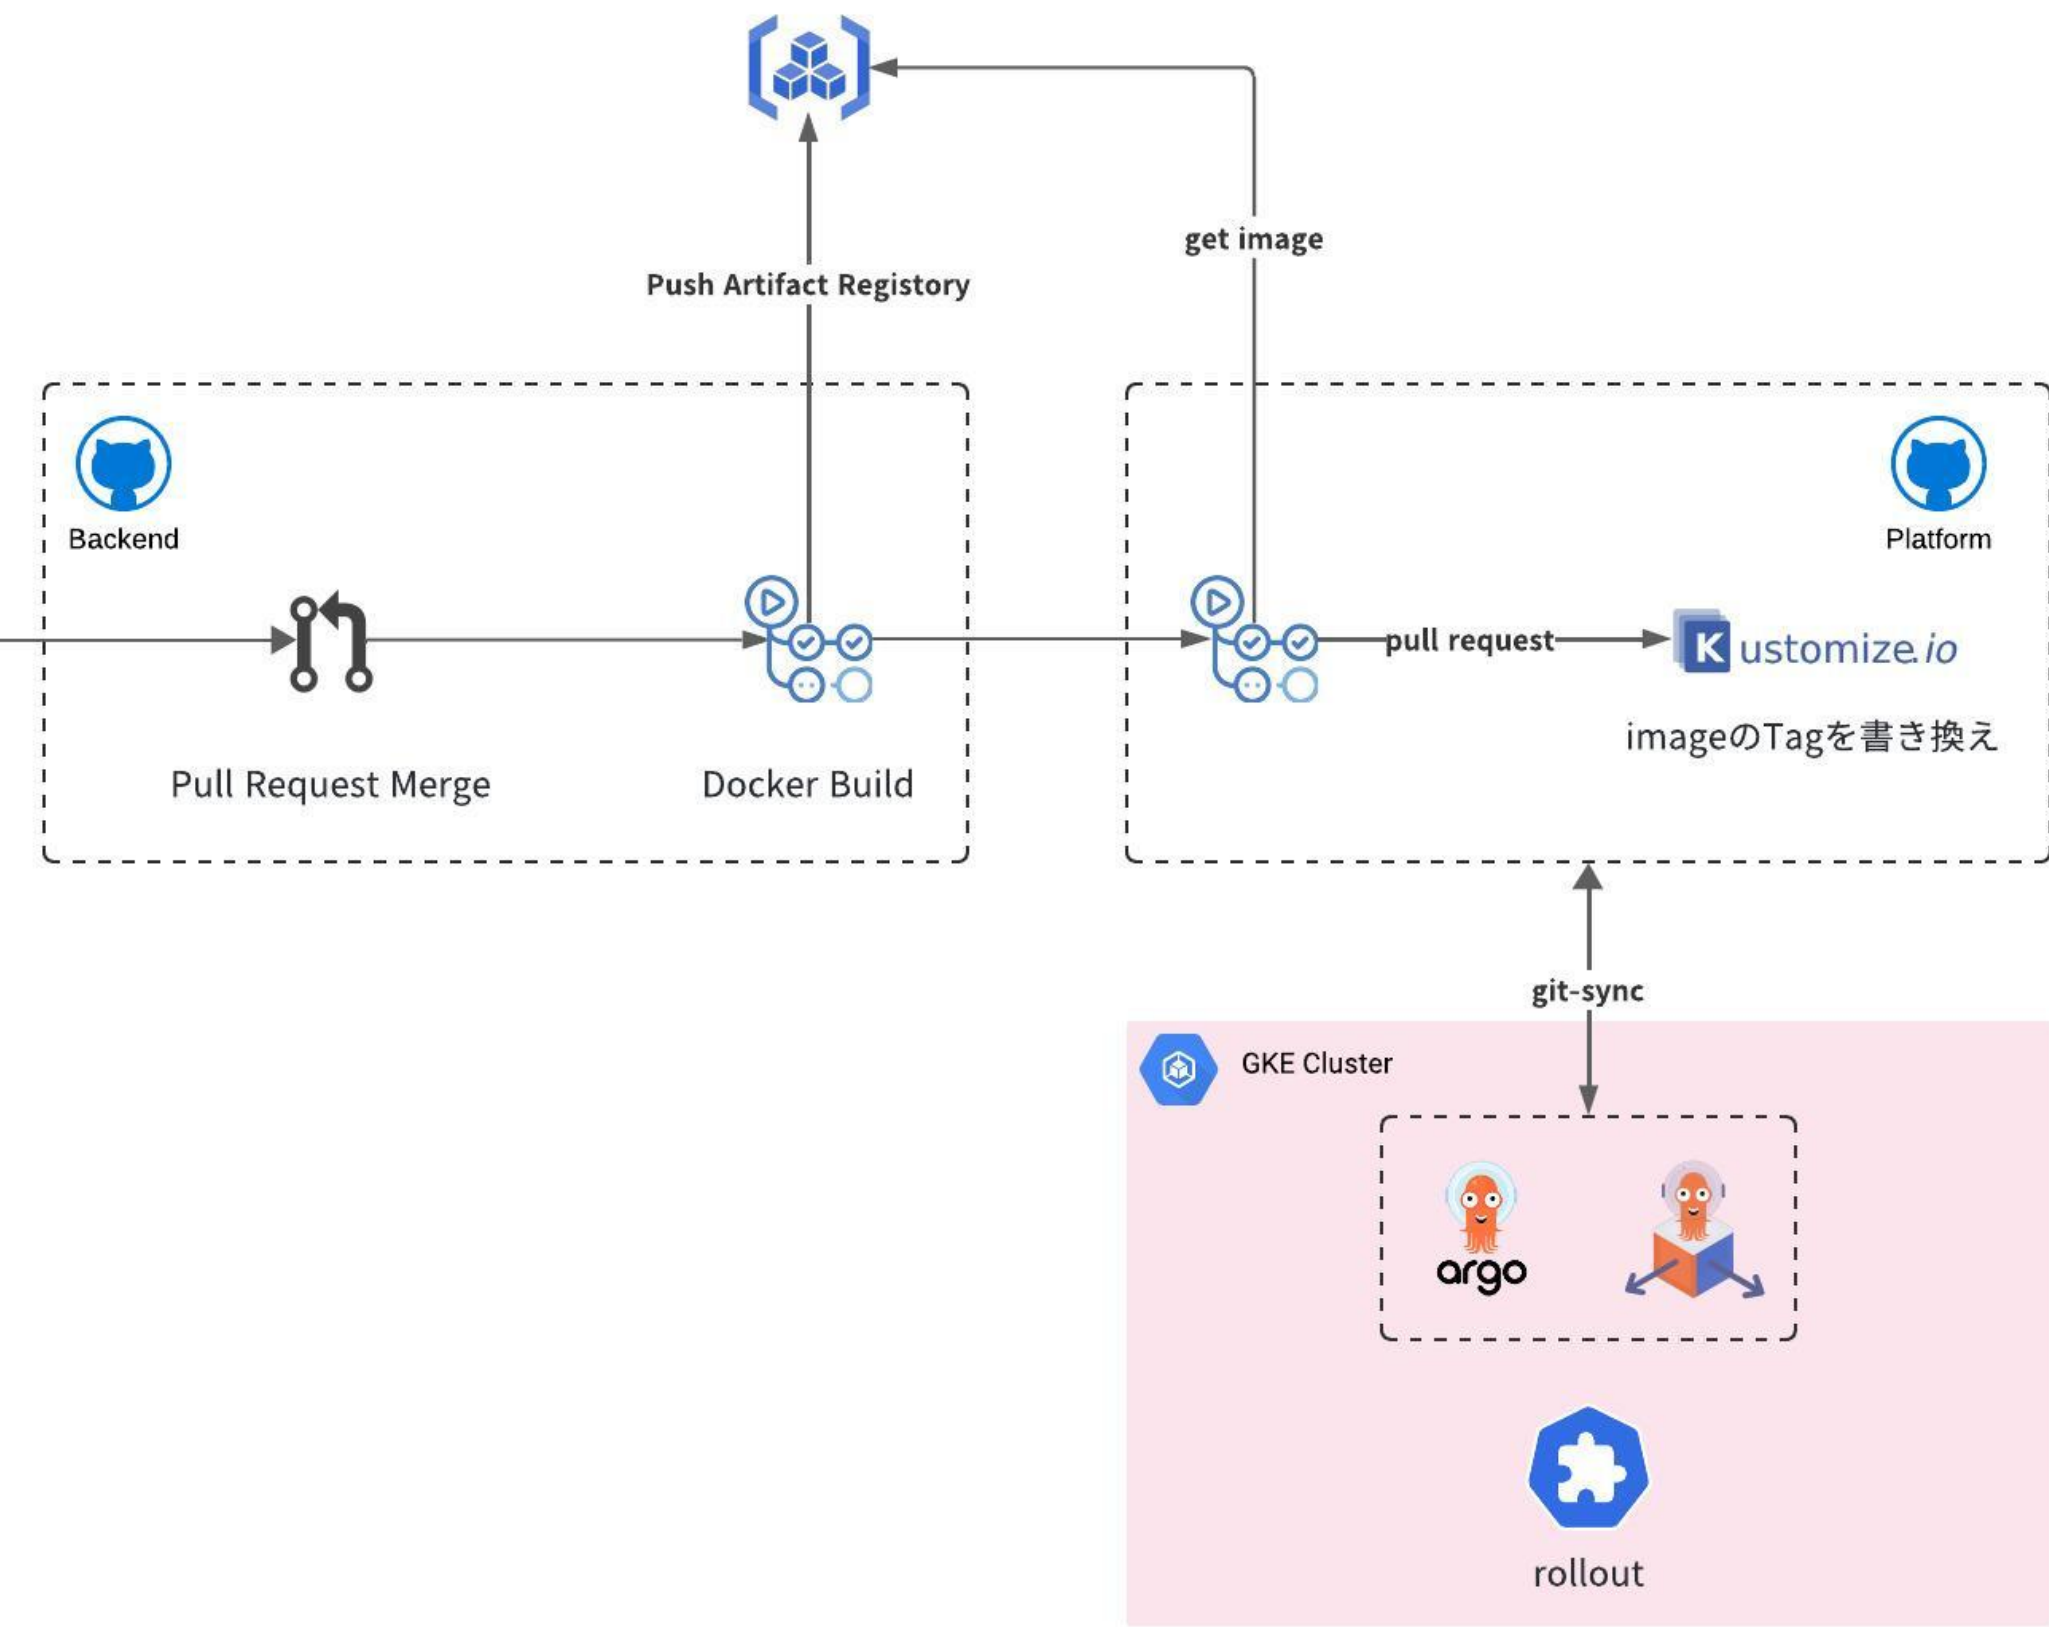 Push Artifact Registory
get image
Backend
Pull Request Merge
Docker Build
Platform
pull request
Kustomize.io
imageのTagを書き換え
git-sync
GKE Cluster
argo
rollout